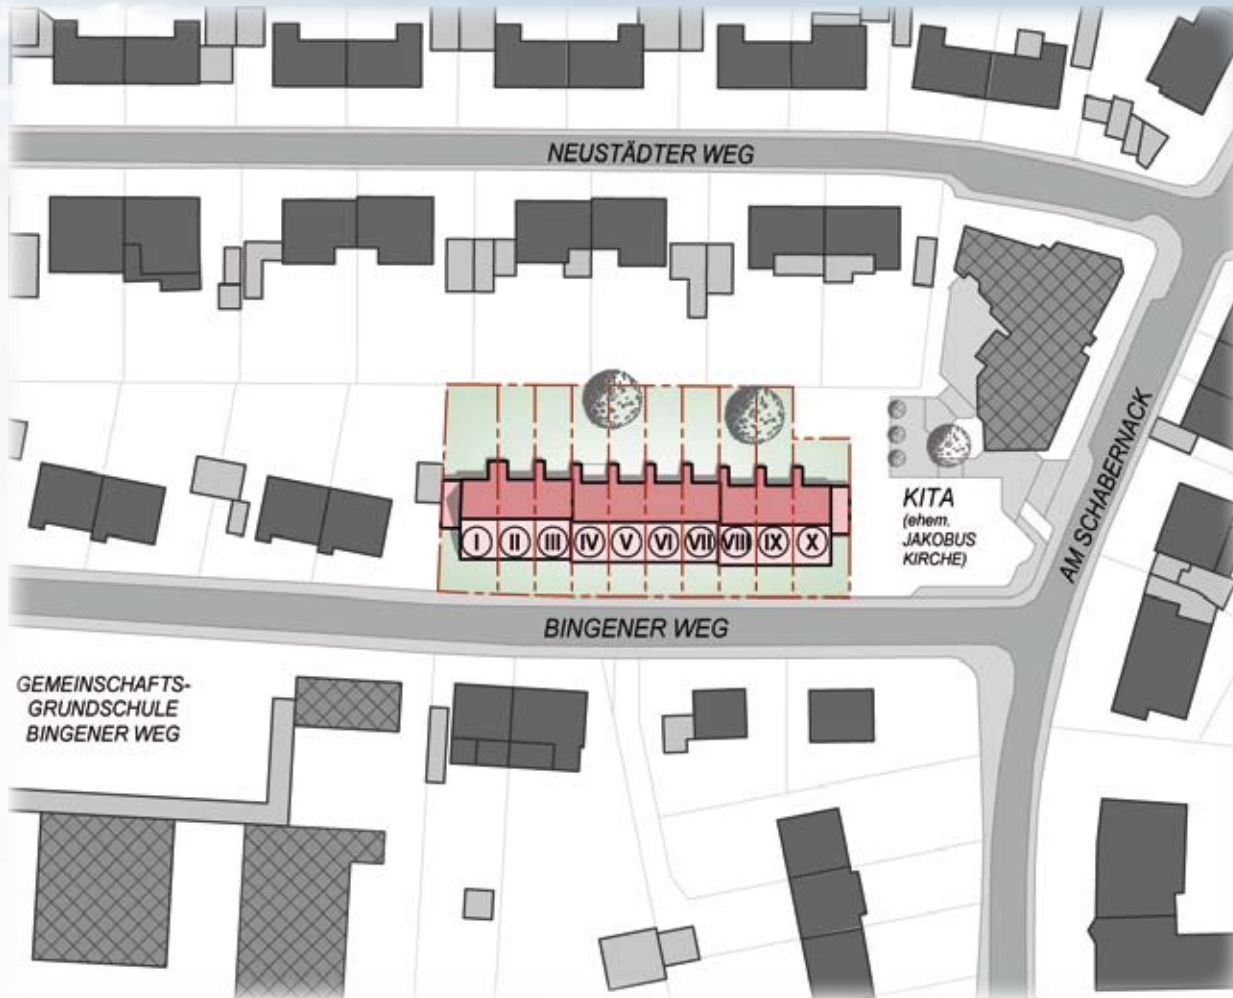 NEUSTÄDTER WEG
KITA
(ehem.
JAKOBUS
KIRCHE)
AM SCHABERNACK
I II III IV V VI VII VIII IX X
BINGENER WEG
GEMEINSCHAFTS-
GRUNDSCHULE
BINGENER WEG